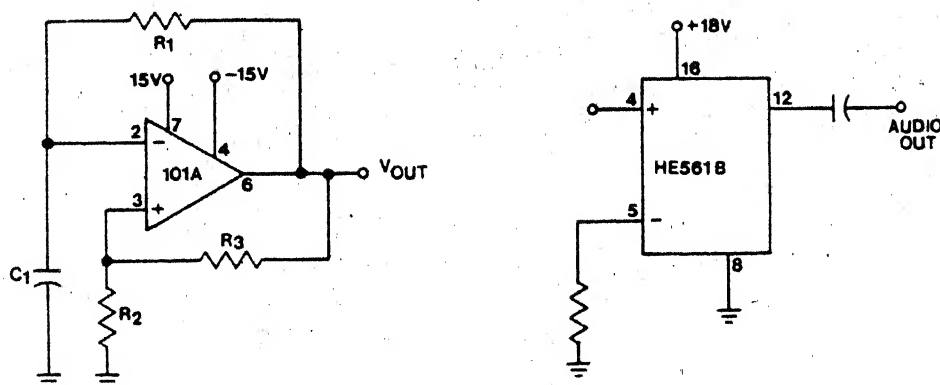 R1
15V
-15V
7
2
-
4
101A
6
VOUT
3
+
R3
C1
R2
+18V
16
4
+
12
AUDIO
OUT
HE561B
5
-
8